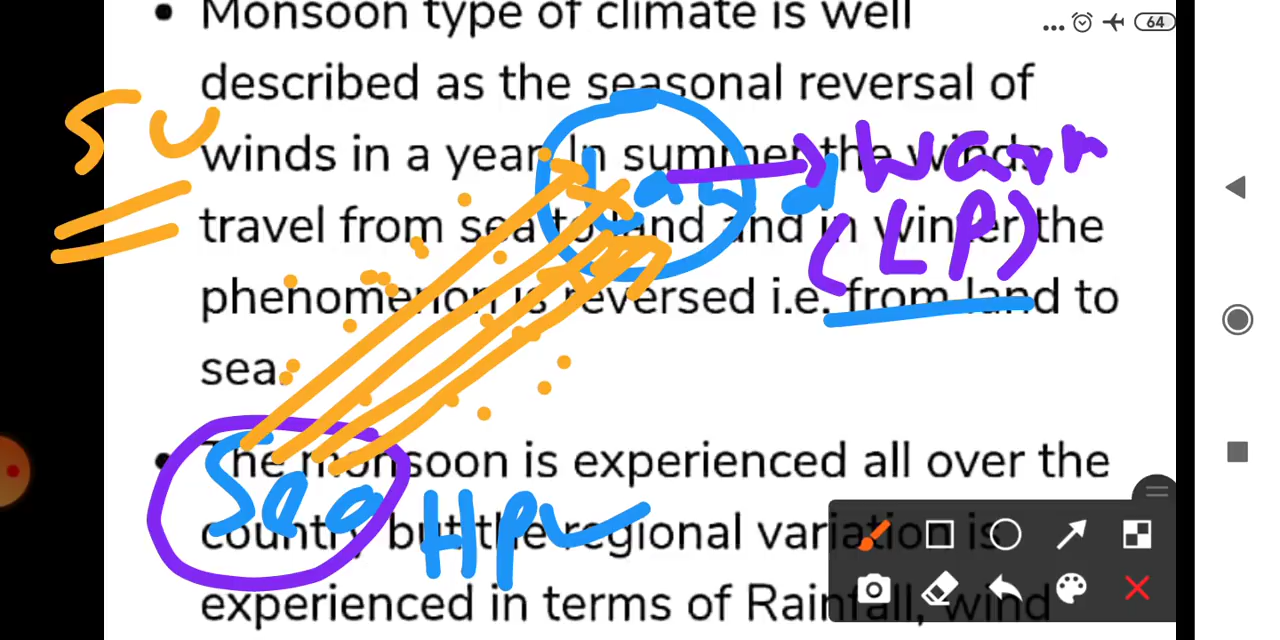 Monsoon type of climate is well
64
described as the seasonal reversal of
SU
winds in a year. In summer the winds
Land
Warm
travel from sea to land and in winter the
(LP)
phenomenon is reversed i.e. from land to
sea.
The monsoon is experienced all over the
Sea
HP
country but the regional variation is
experienced in terms of Rainfall, wind